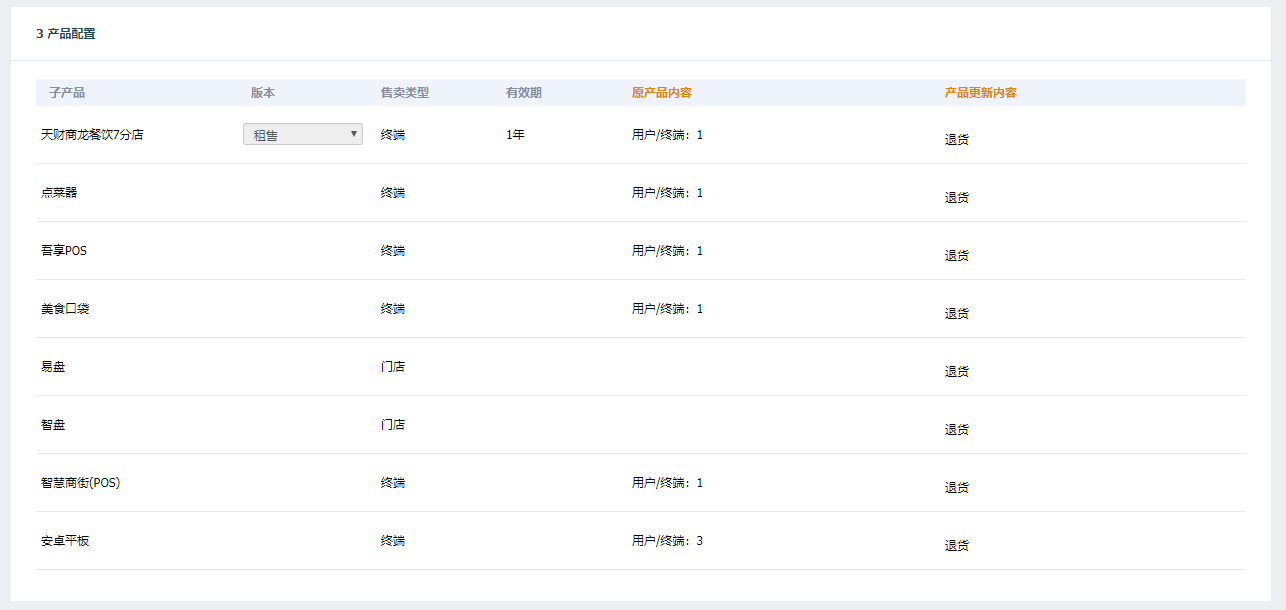 3 产品配置
子产品 版本 售卖类型 有效期 原产品内容 产品更新内容
天财商龙餐饮7分店 租售 终端 1年 用户/终端：1 退货
点菜器 终端 用户/终端：1 退货
吾享POS 终端 用户/终端：1 退货
美食口袋 终端 用户/终端：1 退货
易盘 门店 退货
智盘 门店 退货
智慧商街(POS) 终端 用户/终端：1 退货
安卓平板 终端 用户/终端：3 退货